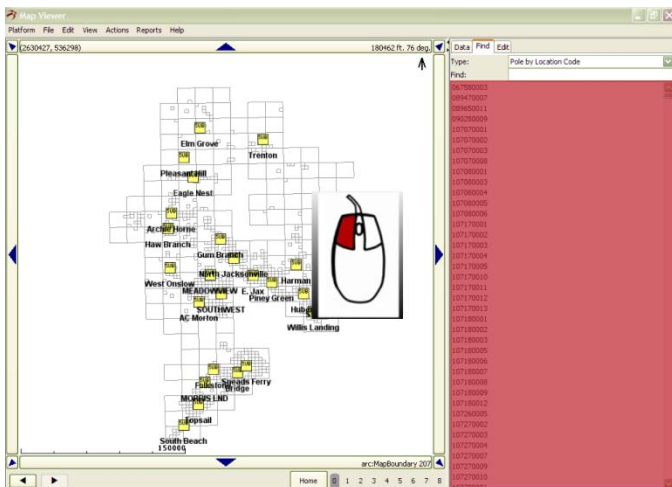 Map Viewer
Platform File Edit View Actions Reports Help
(2630427, 536298)
180462 ft. 76 deg.
Data Find Edit
Type: Pole by Location Code
Find:
Elm Grove
Trenton
Pleasant Hill
Eagle Nest
Archie Horne
Haw Branch
Gum Branch
West Onslow
North Jacksonville
Harman
MEADOWVIEW E. Jax
Piney Green
SOUTHWEST
AC Merton
Willis Landing
Sneads Ferry
Bridge
MORRIS LND
Topsail
South Beach
150000
arc:MapBoundary 207
Home 0 1 2 3 4 5 6 7 8
067580003
089470007
089650011
090280009
107070001
107070002
107070003
107070008
107080001
107080003
107080004
107080005
107080006
107170001
107170002
107170003
107170004
107170005
107170010
107170011
107170012
107170013
107180001
107180002
107180003
107180005
107180006
107180007
107180008
107180009
107180012
107260005
107270002
107270003
107270004
107270007
107270009
107270010